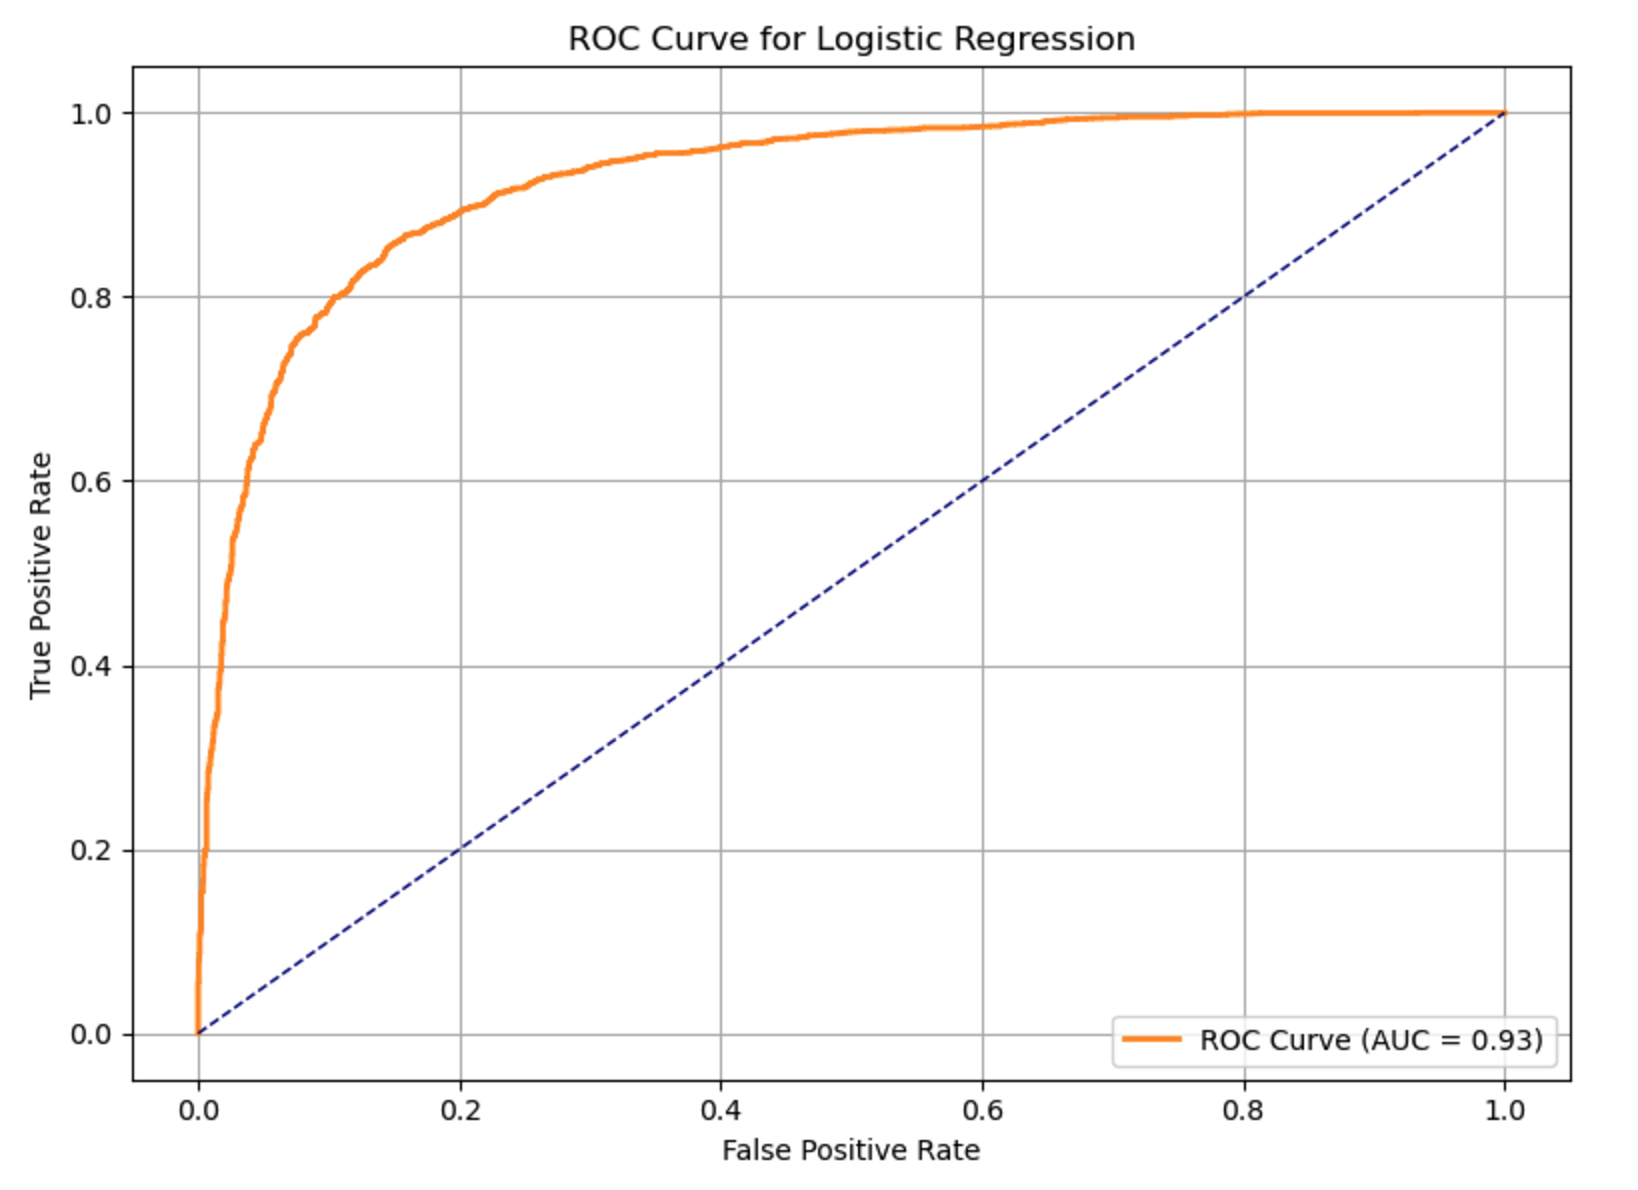 ROC Curve for Logistic Regression
True Positive Rate
1.0
0.8
0.6
0.4
0.2
0.0
ROC Curve (AUC = 0.93)
0.0 0.2 0.4 0.6 0.8 1.0
False Positive Rate